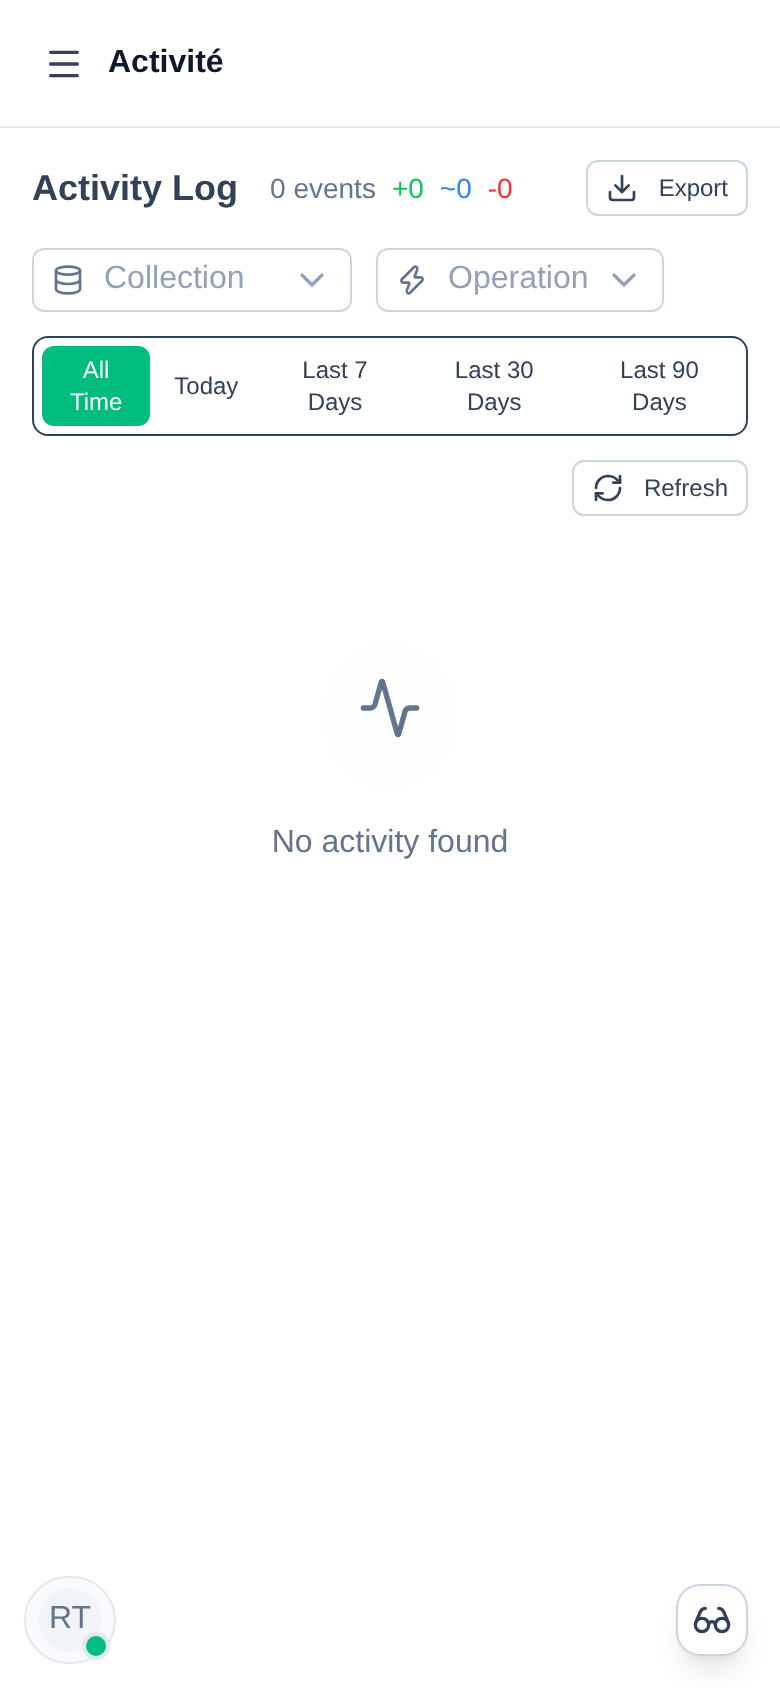 Activité
Activity Log 0 events +0 ~0 -0 Export
Collection Operation
All Time Today Last 7 Days Last 30 Days Last 90 Days
Refresh
No activity found
RT